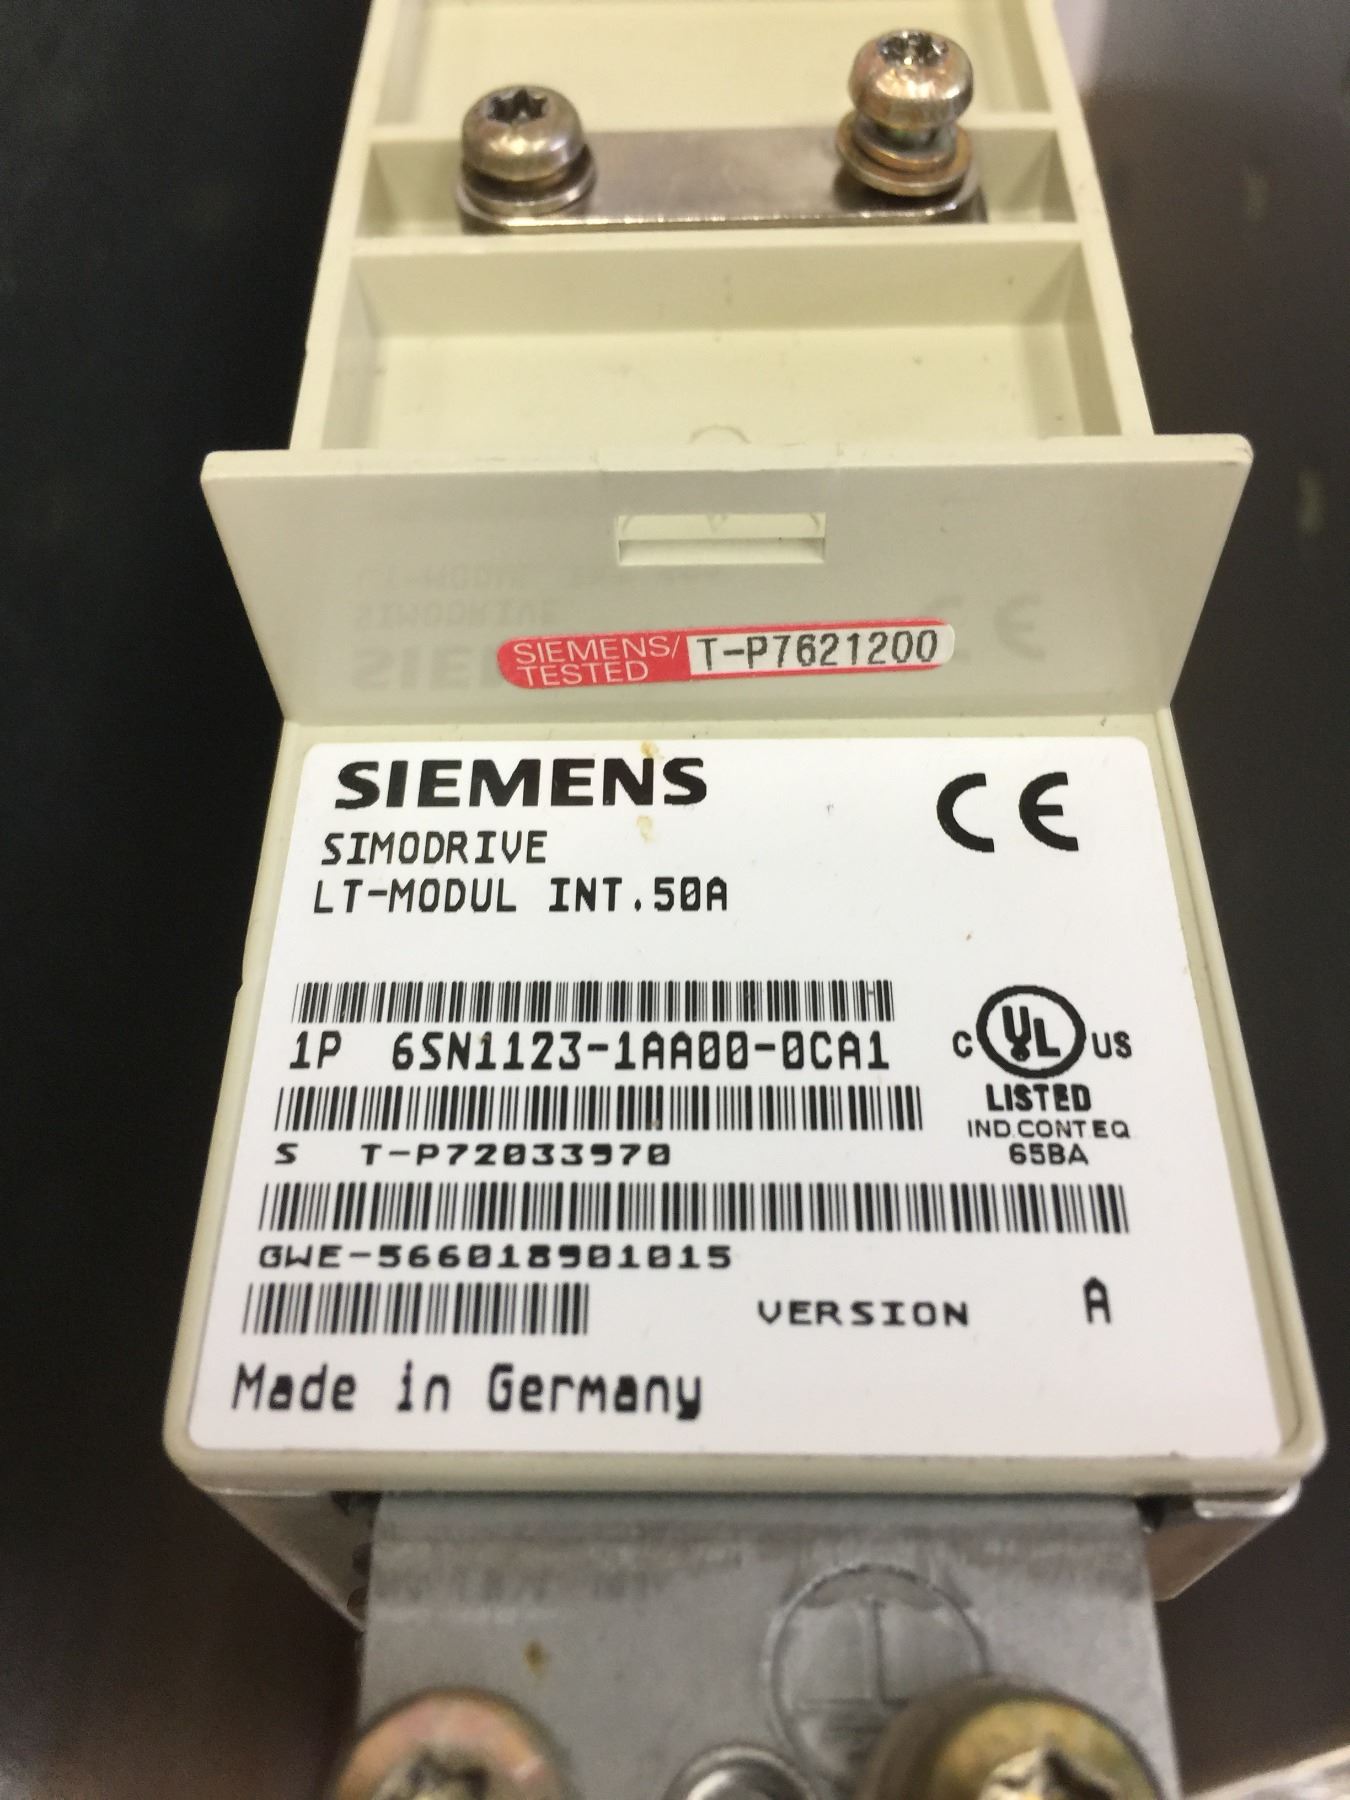 SIEMENS/ T-P7621200
TESTED
SIEMENS
CE
SIMODRIVE
LT-MODUL INT.50A
1P 6SN1123-1AA00-0CA1
C UL US
LISTED
IND.CONT.EQ
65BA
S T-P72033970
GWE-566018901015
VERSION A
Made in Germany